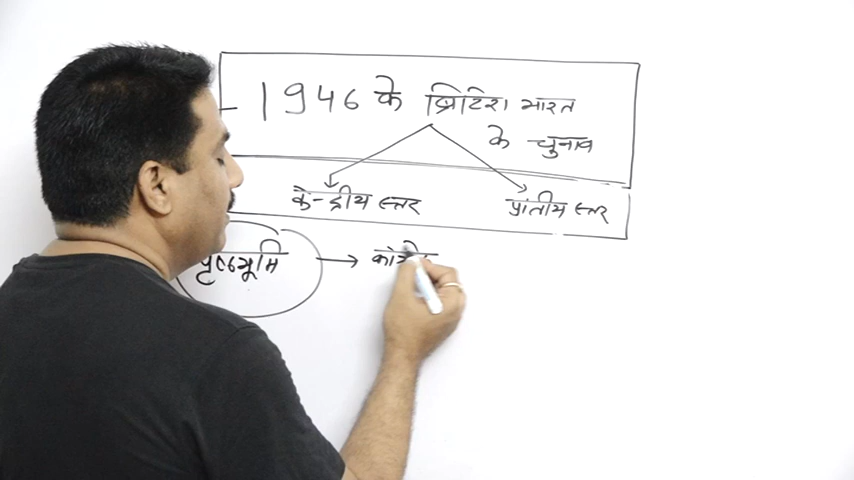 1946 के ब्रिटिश भारत
के चुनाव
केन्द्रीय स्तर प्रांतीय स्तर
पृष्ठभूमि →